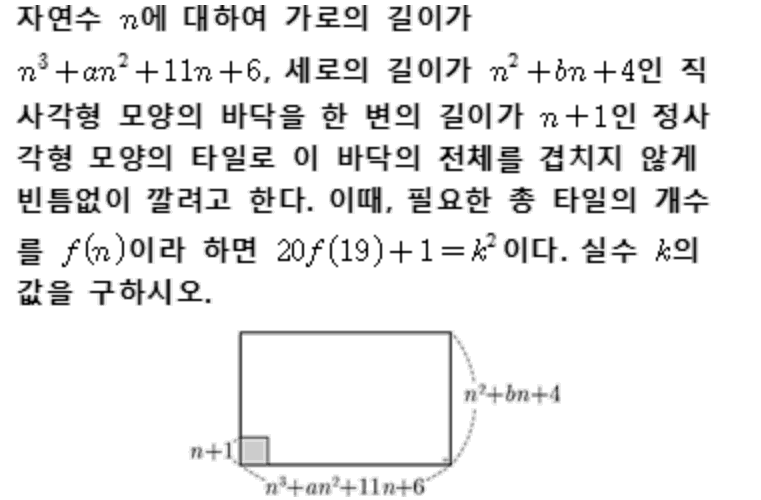 자연수 n에 대하여 가로의 길이가
n³+an²+11n+6, 세로의 길이가 n²+bn+4인 직
사각형 모양의 바닥을 한 변의 길이가 n+1인 정사
각형 모양의 타일로 이 바닥의 전체를 겹치지 않게
빈틈없이 깔려고 한다. 이때, 필요한 총 타일의 개수
를 f(n)이라 하면 20f(19)+1=k²이다. 실수 k의
값을 구하시오.
n²+bn+4
n+1
n³+an²+11n+6